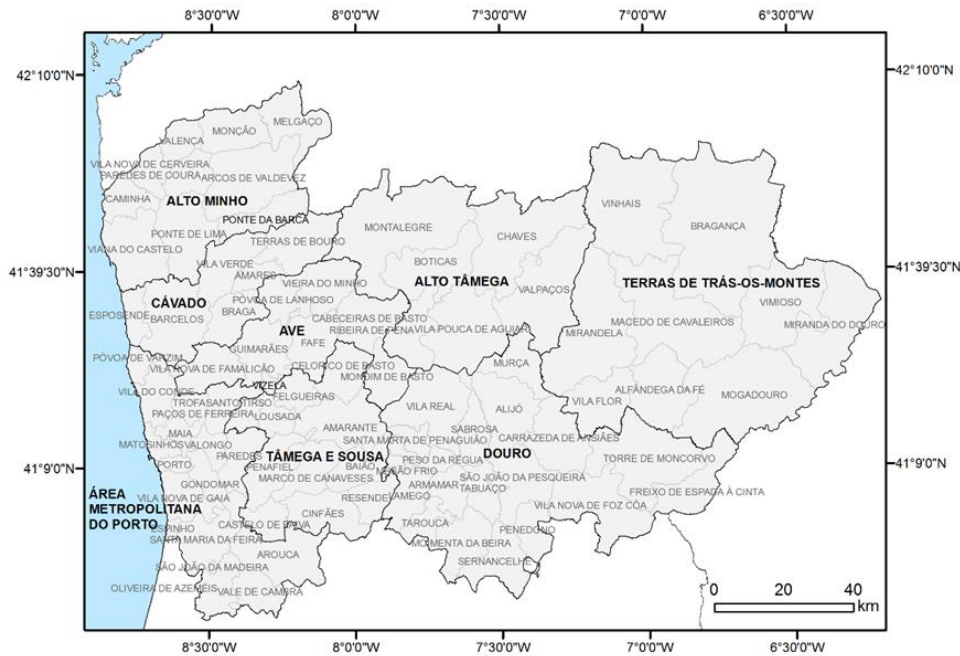 8°30'0"W 8°0'0"W 7°30'0"W 7°0'0"W 6°30'0"W
42°10'0"N 42°10'0"N
MELGAÇO
MONÇÃO
VALENÇA
VILA NOVA DE CERVEIRA
PAREDES DE COURA ARCOS DE VALDEVEZ
CAMINHA
ALTO MINHO
VINHAIS
PONTE DA BARCA
MONTALEGRE
BRAGANÇA
PONTE DE LIMA
CHAVES
TERRAS DE BOURO
VIANA DO CASTELO
VILA VERDE
BOTICAS
41°39'30"N 41°39'30"N
AMARES
VIEIRA DO MINHO
ALTO TÂMEGA
TERRAS DE TRÁS-OS-MONTES
VALPAÇOS
PÓVOA DE LANHOSO
CÁVADO
VIMIOSO
BRAGA
ESPOSENDE
BARCELOS
CABECEIRAS DE BASTO
MACEDO DE CAVALEIROS
MIRANDA DO DOURO
AVE
RIBEIRA DE PENA
VILA POUCA DE AGUIAR
MIRANDELA
FAFE
GUIMARÃES
PÓVOA DE VARZIM
MURÇA
CELORICO DE BASTO
VILA NOVA DE FAMALICÃO
MONDIM DE BASTO
VIZELA
ALFÂNDEGA DA FÉ
VILA DO CONDE
FELGUEIRAS
MOGADOURO
TROFA
SANTO TIRSO
VILA FLOR
VILA REAL
ALIJÓ
PAÇOS DE FERREIRA
LOUSADA
AMARANTE
SABROSA
MAIA
SANTA MARTA DE PENAGUIÃO
CARRAZEDA DE ANSIÃES
MATOSINHOS
VALONGO
PAREDES
TÂMEGA E SOUSA
DOURO
TORRE DE MONCORVO
41°9'0"N 41°9'0"N
PORTO
PENAFIEL
BAIÃO
PESO DA RÉGUA
MESÃO FRIO
MARCO DE CANAVESES
SÃO JOÃO DA PESQUEIRA
GONDOMAR
ARMAMAR
TABUAÇO
FREIXO DE ESPADA À CINTA
ÁREA
METROPOLITANA
DO PORTO
VILA NOVA DE GAIA
RESENDE
LAMEGO
VILA NOVA DE FOZ CÔA
CINFÃES
ESPINHO
CASTELO DE PAIVA
TAROUCA
PENEDONO
SANTA MARIA DA FEIRA
MOIMENTA DA BEIRA
AROUCA
SERNANCELHE
SÃO JOÃO DA MADEIRA
OLIVEIRA DE AZEMÉIS
VALE DE CAMBRA
0 20 40
km
8°30'0"W 8°0'0"W 7°30'0"W 7°0'0"W 6°30'0"W